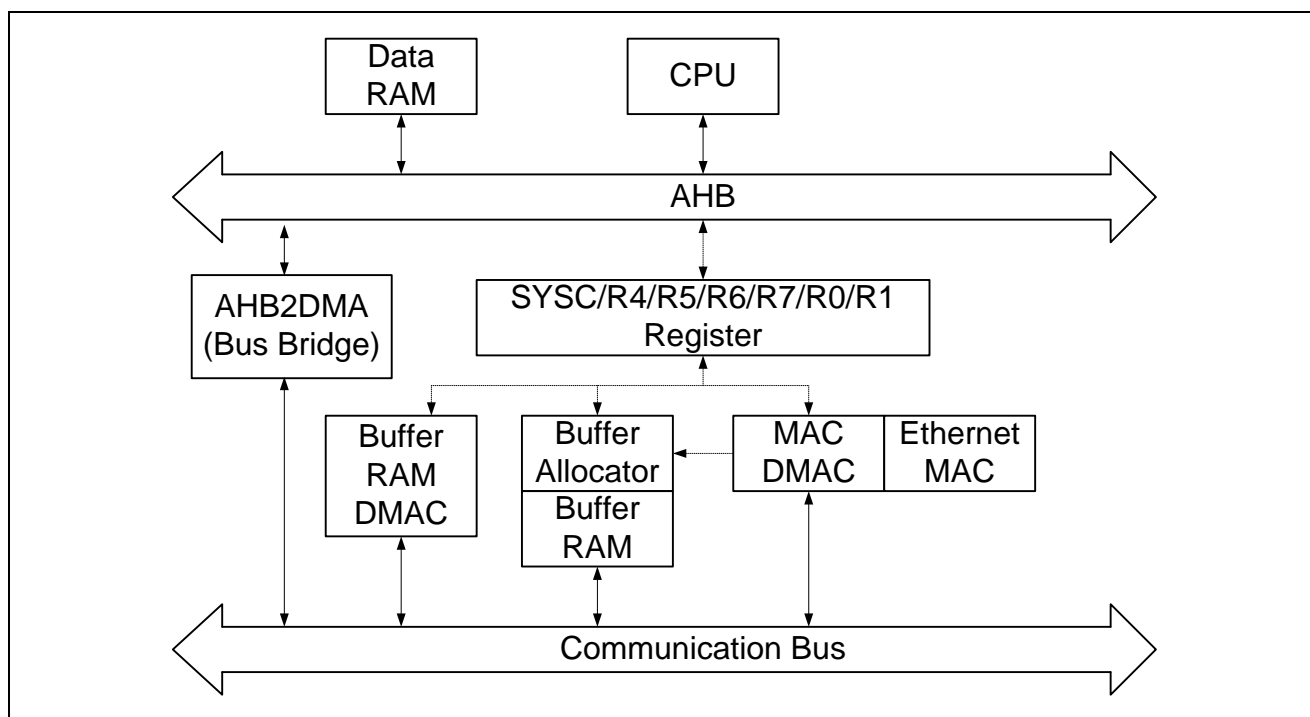 Data
RAM
CPU
AHB
AHB2DMA
(Bus Bridge)
SYSC/R4/R5/R6/R7/R0/R1
Register
Buffer
RAM
DMAC
Buffer
Allocator
Buffer
RAM
MAC
DMAC
Ethernet
MAC
Communication Bus